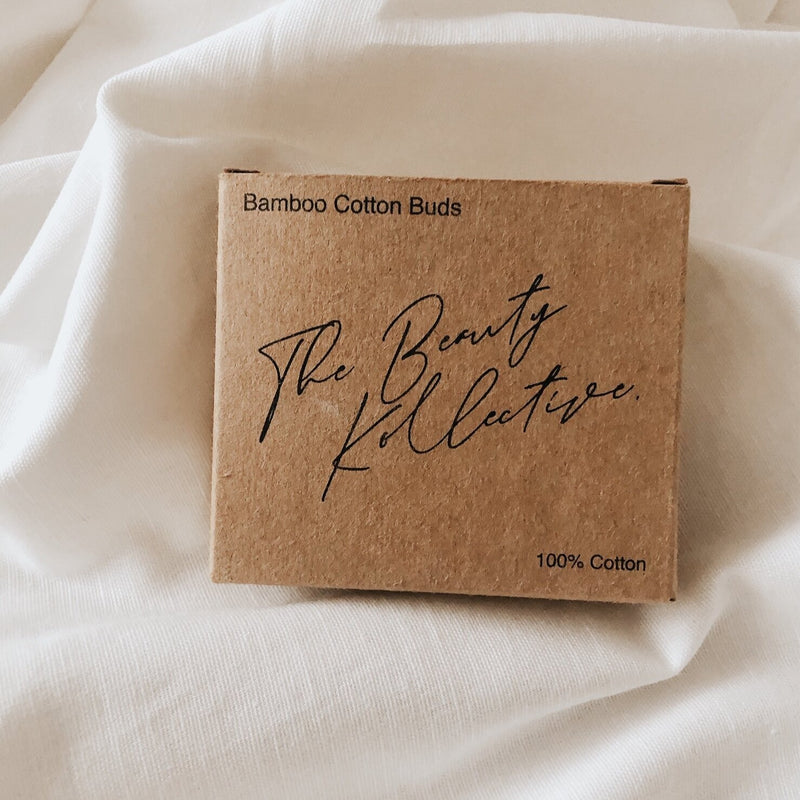 Bamboo Cotton Buds
The Beauty
Kollective.
100% Cotton